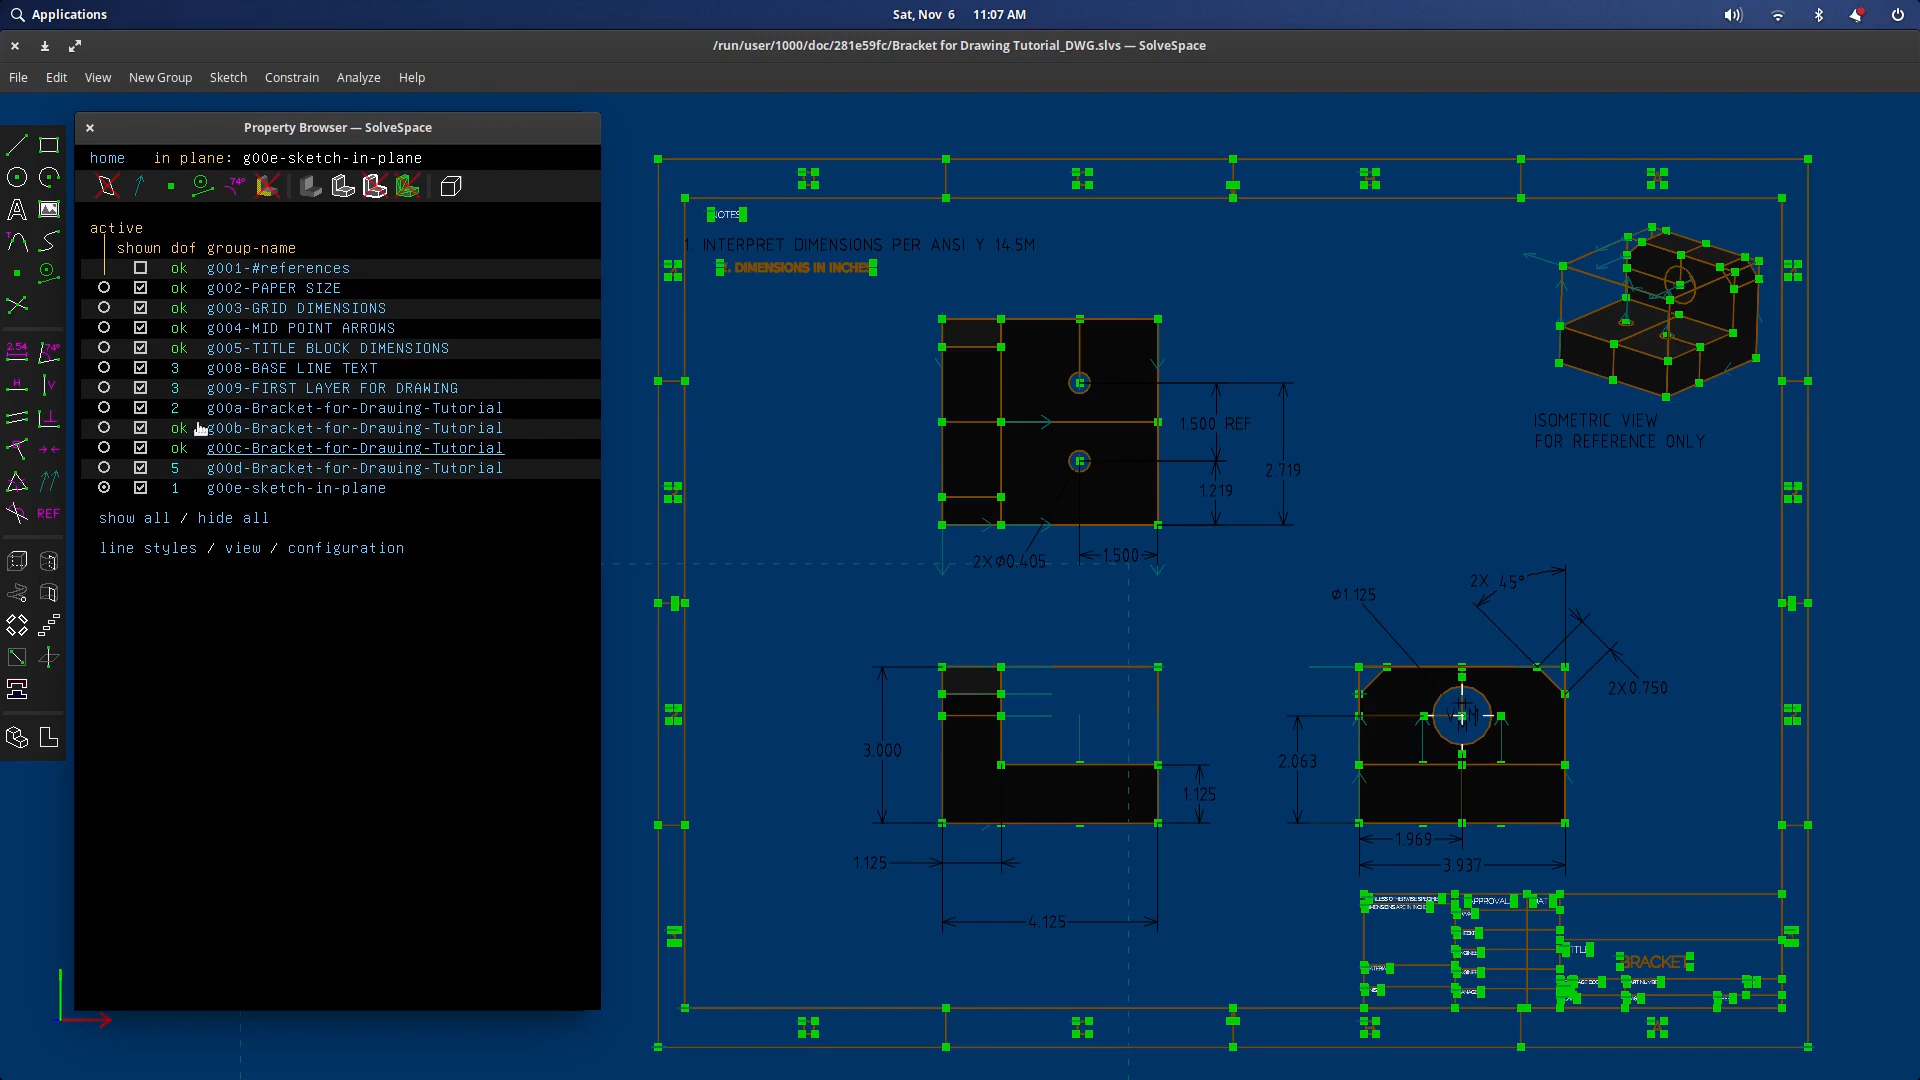 Applications
Sat, Nov 6 11:07 AM
/run/user/1000/doc/281e59fc/Bracket for Drawing Tutorial_DWG.slvs — SolveSpace
File Edit View New Group Sketch Constrain Analyze Help
Property Browser — SolveSpace
home in plane: g00e-sketch-in-plane
active
shown dof group-name
ok g001-#references
ok g002-PAPER SIZE
ok g003-GRID DIMENSIONS
ok g004-MID POINT ARROWS
ok g005-TITLE BLOCK DIMENSIONS
3 g008-BASE LINE TEXT
3 g009-FIRST LAYER FOR DRAWING
2 g00a-Bracket-for-Drawing-Tutorial
ok g00b-Bracket-for-Drawing-Tutorial
ok g00c-Bracket-for-Drawing-Tutorial
5 g00d-Bracket-for-Drawing-Tutorial
1 g00e-sketch-in-plane
show all / hide all
line styles / view / configuration
2.54
74°
H
V
REF
74°
1. INTERPRET DIMENSIONS PER ANSI Y 14.5M
. DIMENSIONS IN INCHES
ISOMETRIC VIEW
FOR REFERENCE ONLY
1.500 REF
2.719
1.219
2X⌀0.405
1.500
3.000
1.125
1.125
4.125
⌀1.125
2X 45°
2X0.750
2.063
1.969
3.937
BRACKET